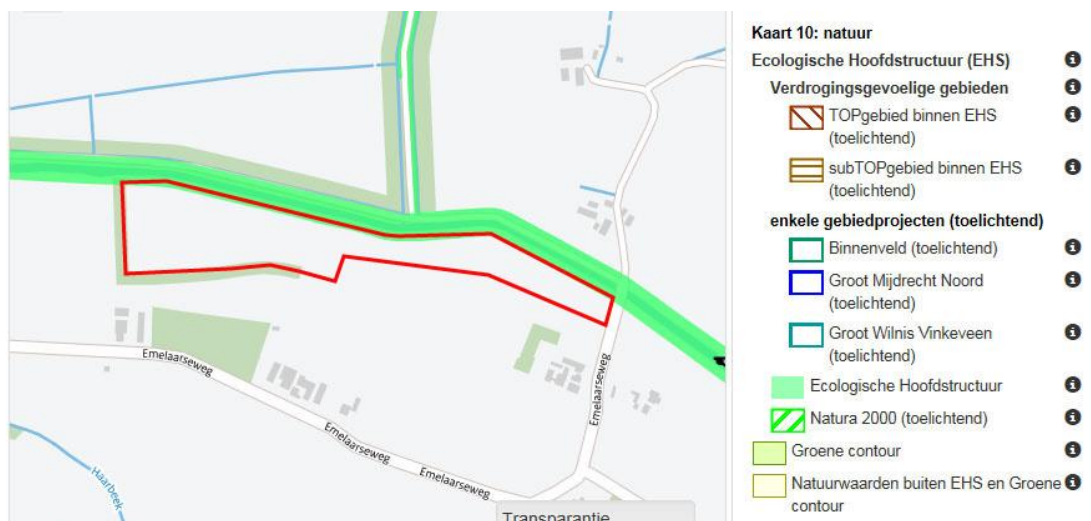 Kaart 10: natuur
Ecologische Hoofdstructuur (EHS)
Verdrogingsgevoelige gebieden
TOPgebied binnen EHS
(toelichtend)
subTOPgebied binnen EHS
(toelichtend)
enkele gebiedprojecten (toelichtend)
Binnenveld (toelichtend)
Groot Mijdrecht Noord
(toelichtend)
Groot Wilnis Vinkeveen
(toelichtend)
Ecologische Hoofdstructuur
Natura 2000 (toelichtend)
Groene contour
Natuurwaarden buiten EHS en Groene
contour
Emelaarseweg
Emelaarseweg
Emelaarseweg
Emelaarseweg
Haarbeek
Transparantie